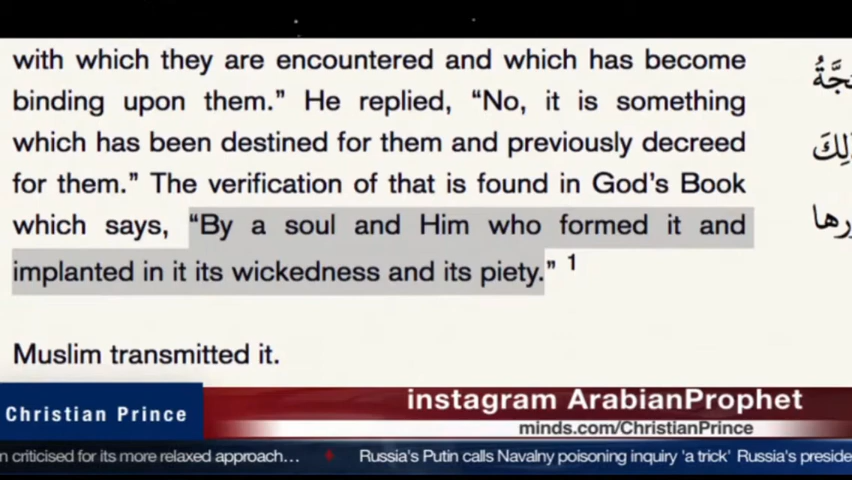 with which they are encountered and which has become
binding upon them.” He replied, “No, it is something
which has been destined for them and previously decreed
for them.” The verification of that is found in God’s Book
which says, “By a soul and Him who formed it and
implanted in it its wickedness and its piety.” 1
Muslim transmitted it.
instagram ArabianProphet
Christian Prince
minds.com/ChristianPrince
criticised for its more relaxed approach... Russia's Putin calls Navalny poisoning inquiry 'a trick' Russia's